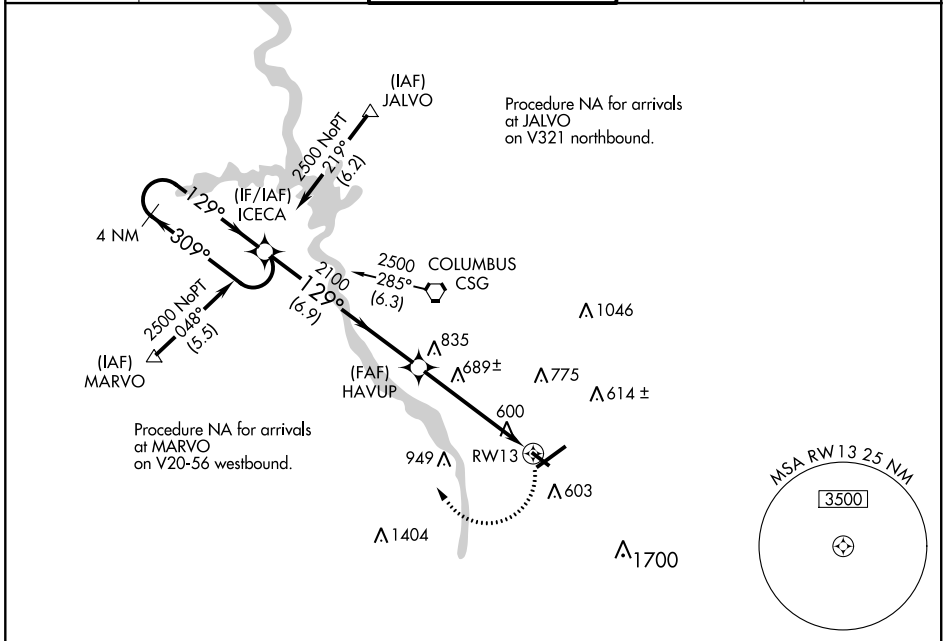 (IAF)
JALVO
Procedure NA for arrivals
at JALVO
on V321 northbound.
2500 NoPT
219°
(6.2)
(IF/IAF)
ICECA
129°
4 NM
309°
2500 NoPT
048°
(5.5)
(IAF)
MARVO
2100
129°
(6.9)
2500
285°
(6.3)
COLUMBUS
CSG
1046
835
689±
775
614 ±
(FAF)
HAVUP
600
Procedure NA for arrivals
at MARVO
on V20-56 westbound.
949
RW13
603
1404
1700
MSA RW13 25 NM
3500